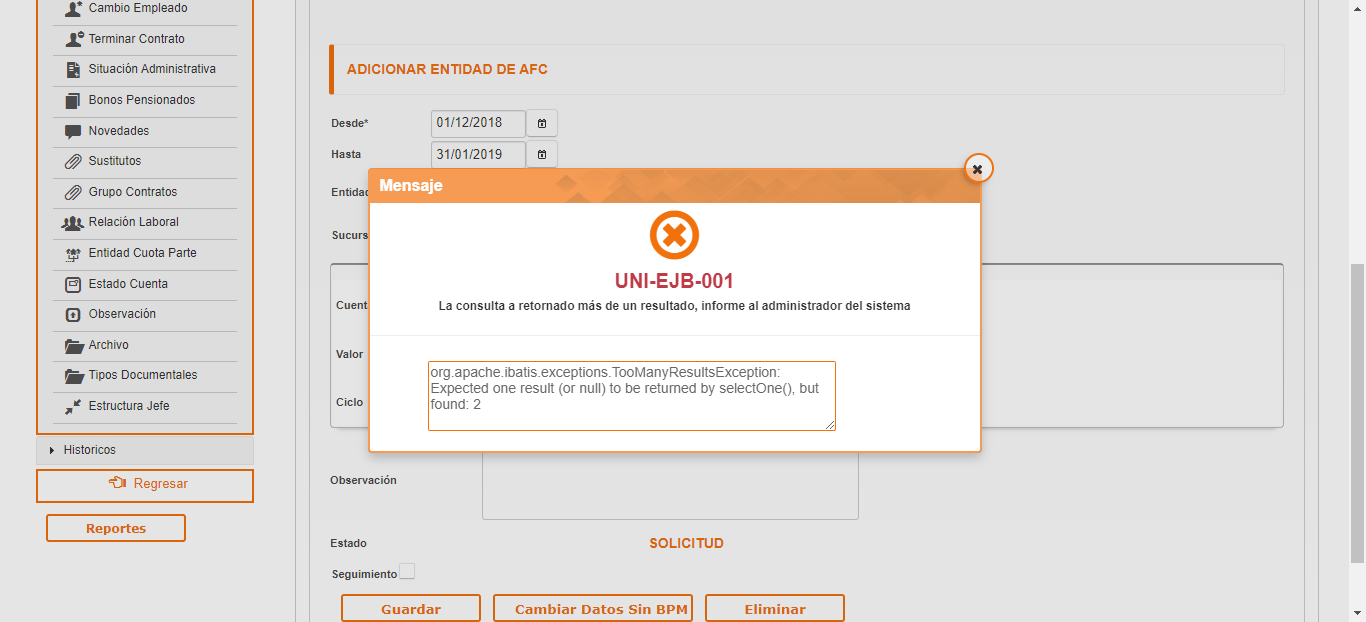 Cambio Empleado
Terminar Contrato
Situación Administrativa
Bonos Pensionados
Novedades
Sustitutos
Grupo Contratos
Relación Laboral
Entidad Cuota Parte
Estado Cuenta
Observación
Archivo
Tipos Documentales
Estructura Jefe
Historicos
Regresar
Reportes
ADICIONAR ENTIDAD DE AFC
Desde* 01/12/2018
Hasta 31/01/2019
Entidad
Sucurs
Cuent
Valor
Ciclo
Mensaje
UNI-EJB-001
La consulta a retornado más de un resultado, informe al administrador del sistema
org.apache.ibatis.exceptions.TooManyResultsException:
Expected one result (or null) to be returned by selectOne(), but
found: 2
Observación
Estado SOLICITUD
Seguimiento
Guardar Cambiar Datos Sin BPM Eliminar